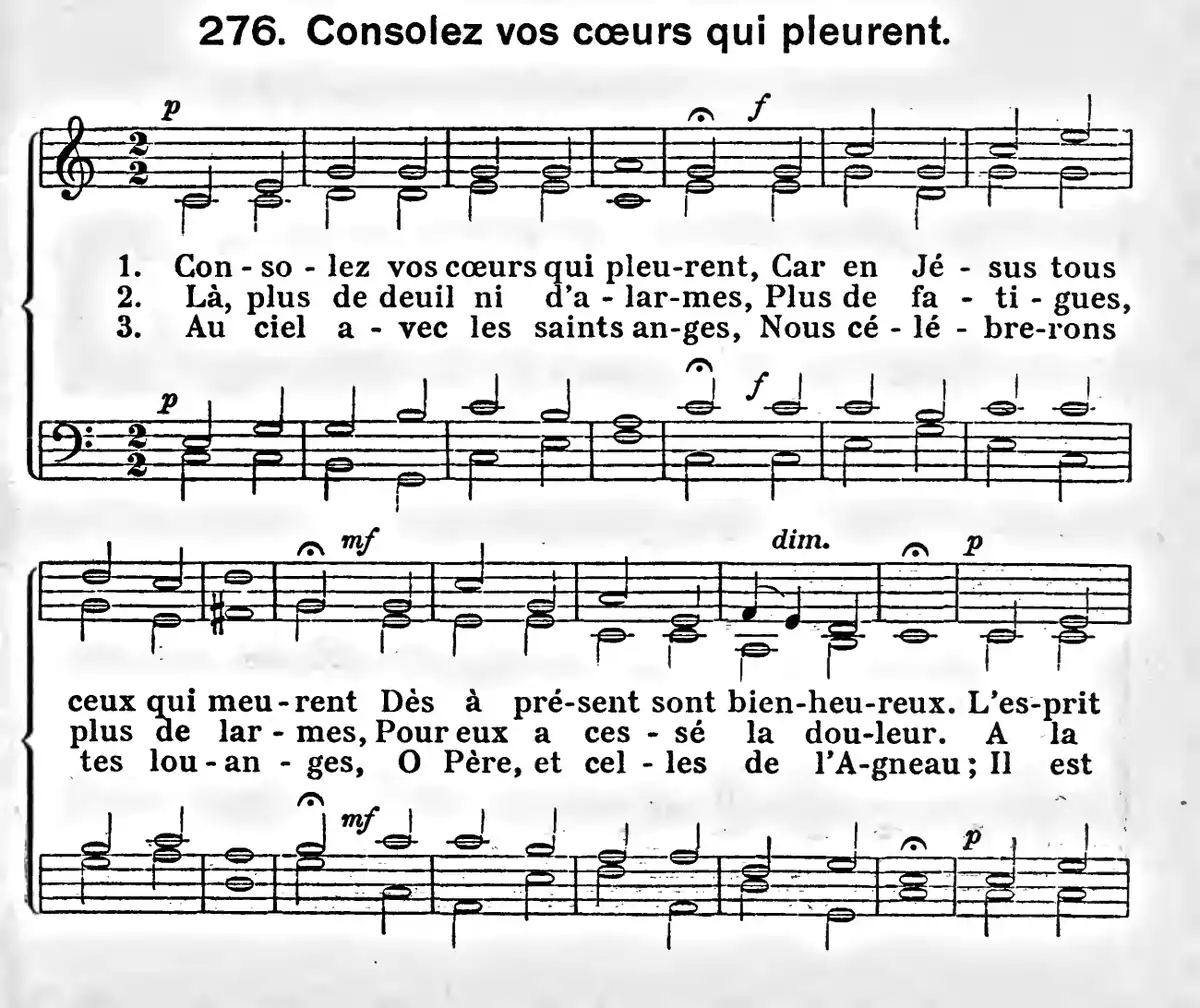 276. Consolez vos cœurs qui pleurent.
p f
2
2
1. Con - so - lez vos cœurs qui pleu-rent, Car en Jé - sus tous
2. Là, plus de deuil ni d'a - lar-mes, Plus de fa - ti - gues,
3. Au ciel a - vec les saints an-ges, Nous cé - lé - bre-rons
p f
2
2
mf dim. p
ceux qui meu-rent Dès à pré-sent sont bien-heu-reux. L'es-prit
plus de lar - mes, Pour eux a ces - sé la dou-leur. A la
tes lou-an - ges, O Père, et cel - les de l'A-gneau; Il est
mf p